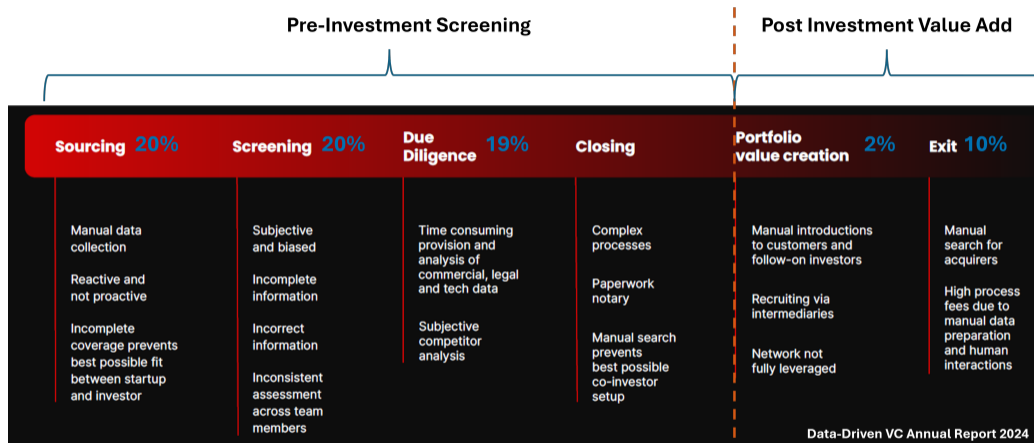 Pre-Investment Screening
Post Investment Value Add
Sourcing 20%
Screening 20%
Due
Diligence 19%
Closing
Portfolio
value creation 2%
Exit 10%
Manual data
collection
Reactive and
not proactive
Incomplete
coverage prevents
best possible fit
between startup
and investor
Subjective
and biased
Incomplete
information
Incorrect
information
Inconsistent
assessment
across team
members
Time consuming
provision and
analysis of
commercial, legal
and tech data
Subjective
competitor
analysis
Complex
processes
Paperwork
notary
Manual search
prevents
best possible
co-investor
setup
Manual introductions
to customers and
follow-on investors
Recruiting via
intermediaries
Network not
fully leveraged
Manual
search for
acquirers
High process
fees due to
manual data
preparation
and human
interactions
Data-Driven VC Annual Report 2024